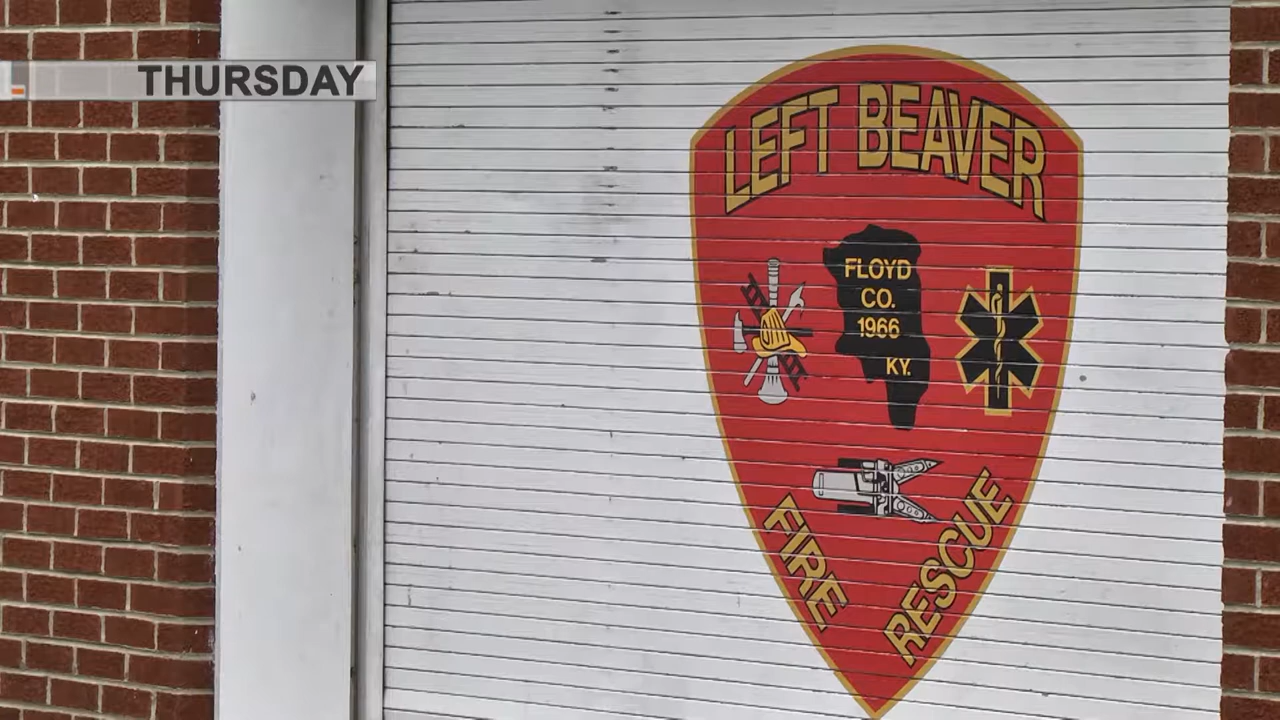 THURSDAY
LEFT BEAVER
FLOYD
CO.
1966
KY.
FIRE
RESCUE